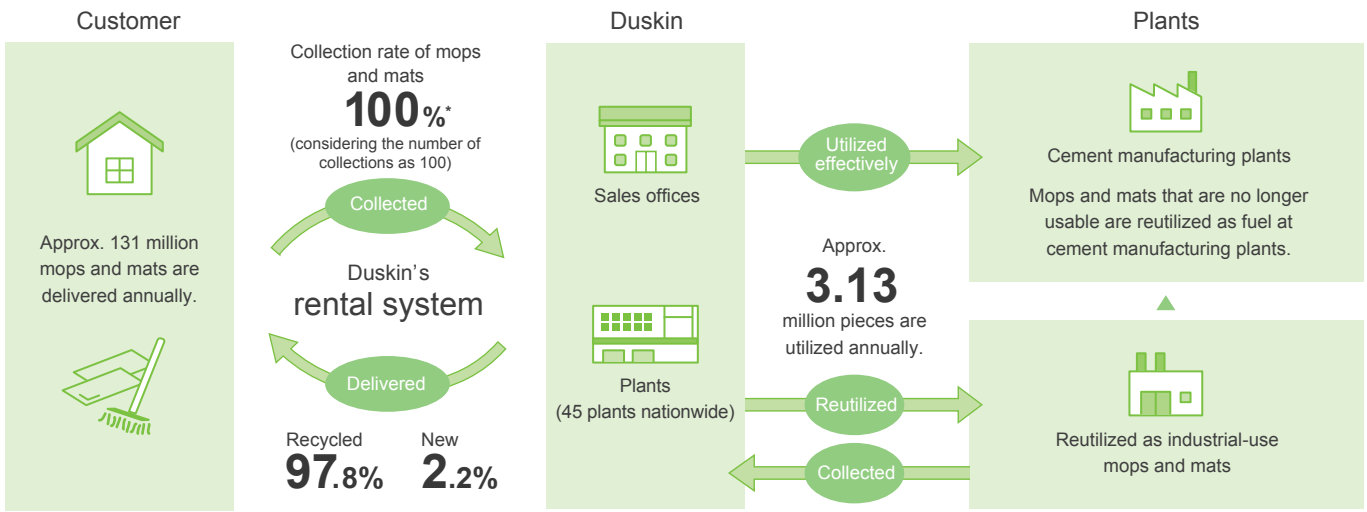 Customer
Approx. 131 million
mops and mats are
delivered annually.
Collection rate of mops
and mats
100%*
(considering the number of
collections as 100)
Collected
Duskin's
rental system
Delivered
Recycled
97.8%
New
2.2%
Duskin
Sales offices
Plants
(45 plants nationwide)
Utilized
effectively
Approx.
3.13
million pieces are
utilized annually.
Reutilized
Collected
Plants
Cement manufacturing plants
Mops and mats that are no longer
usable are reutilized as fuel at
cement manufacturing plants.
Reutilized as industrial-use
mops and mats